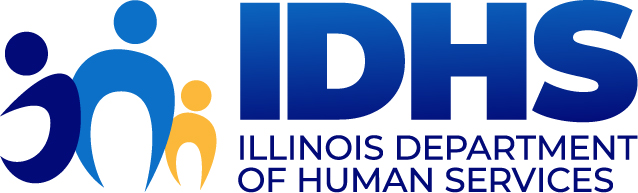 IDHS
ILLINOIS DEPARTMENT
OF HUMAN SERVICES